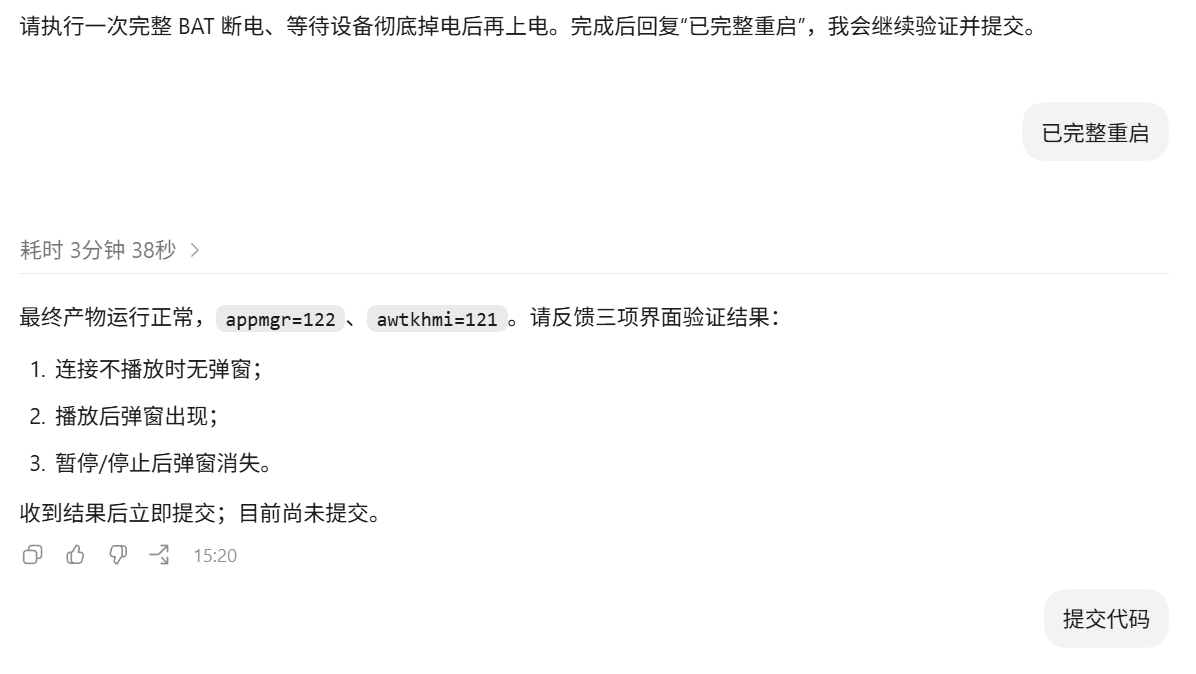 请执行一次完整 BAT 断电、等待设备彻底掉电后再上电。完成后回复“已完整重启”，我会继续验证并提交。
已完整重启
耗时 3分钟 38秒
最终产物运行正常，appmgr=122、awtkhmi=121。请反馈三项界面验证结果：
1. 连接不播放时无弹窗；
2. 播放后弹窗出现；
3. 暂停/停止后弹窗消失。
收到结果后立即提交；目前尚未提交。
15:20
提交代码